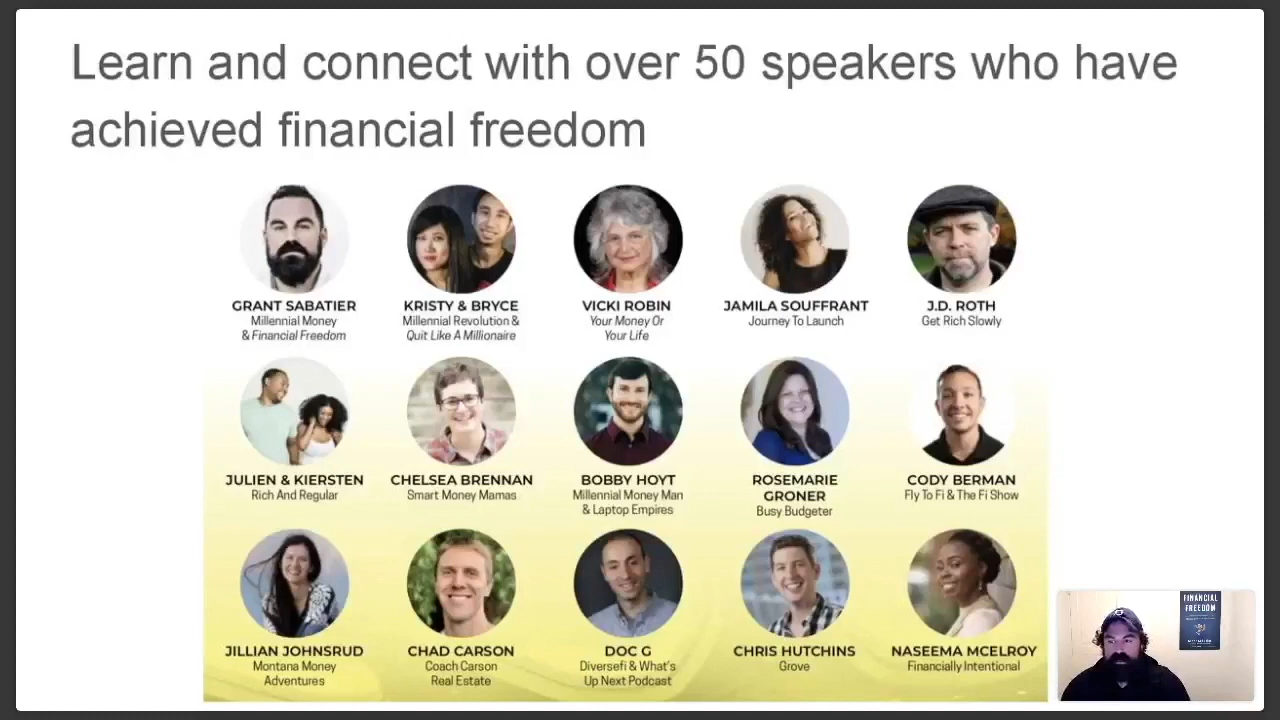 Learn and connect with over 50 speakers who have
achieved financial freedom
GRANT SABATIER
Millennial Money
& Financial Freedom
KRISTY & BRYCE
Millennial Revolution &
Quit Like A Millionaire
VICKI ROBIN
Your Money Or
Your Life
JAMILA SOUFFRANT
Journey To Launch
J.D. ROTH
Get Rich Slowly
JULIEN & KIERSTEN
Rich And Regular
CHELSEA BRENNAN
Smart Money Mamas
BOBBY HOYT
Millennial Money Man
& Laptop Empires
ROSEMARIE
GRONER
Busy Budgeter
CODY BERMAN
Fly To Fi & The Fi Show
JILLIAN JOHNSRUD
Montana Money
Adventures
CHAD CARSON
Coach Carson
Real Estate
DOC G
Diversefi & What's
Up Next Podcast
CHRIS HUTCHINS
Grove
NASEEMA MCELROY
Financially Intentional
FINANCIAL
FREEDOM